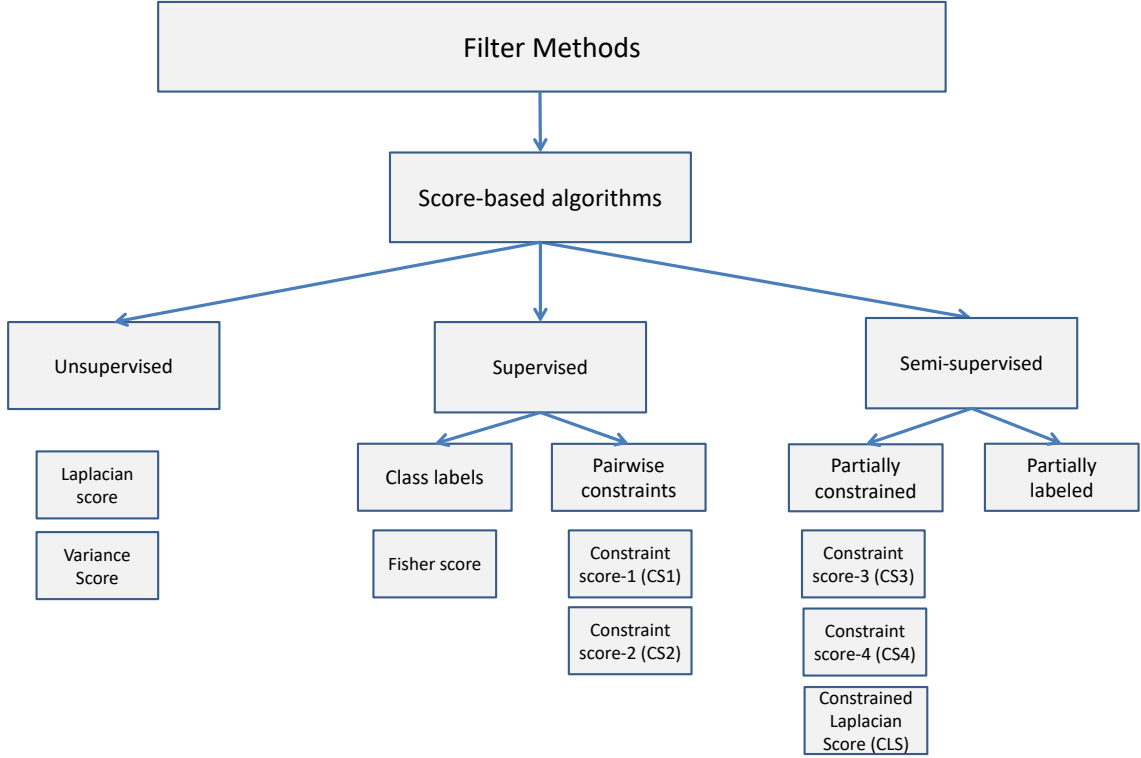 Filter Methods
Score-based algorithms
Unsupervised
Supervised
Semi-supervised
Laplacian
score
Variance
Score
Class labels
Pairwise
constraints
Fisher score
Constraint
score-1 (CS1)
Constraint
score-2 (CS2)
Partially
constrained
Partially
labeled
Constraint
score-3 (CS3)
Constraint
score-4 (CS4)
Constrained
Laplacian
Score (CLS)